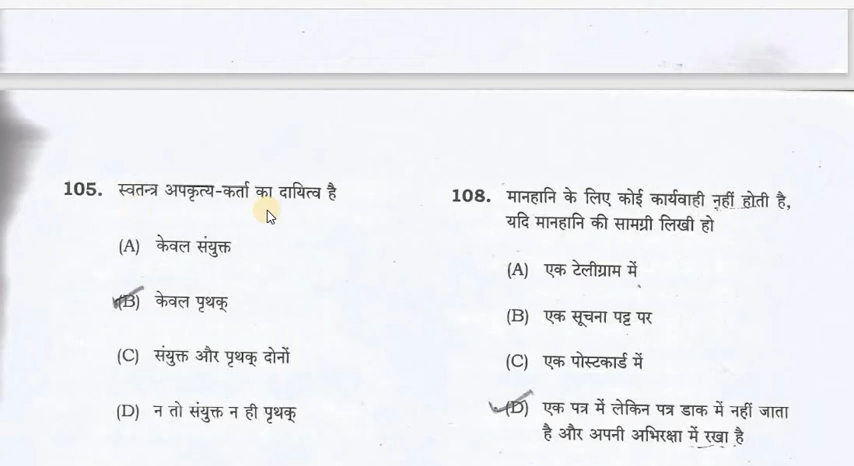 105. स्वतन्त्र अपकृत्य-कर्ता का दायित्व है
(A) केवल संयुक्त
(B) केवल पृथक्
(C) संयुक्त और पृथक् दोनों
(D) न तो संयुक्त न ही पृथक्
108. मानहानि के लिए कोई कार्यवाही नहीं होती है,
यदि मानहानि की सामग्री लिखी हो
(A) एक टेलीग्राम में
(B) एक सूचना पट्ट पर
(C) एक पोस्टकार्ड में
(D) एक पत्र में लेकिन पत्र डाक में नहीं जाता
है और अपनी अभिरक्षा में रखा है